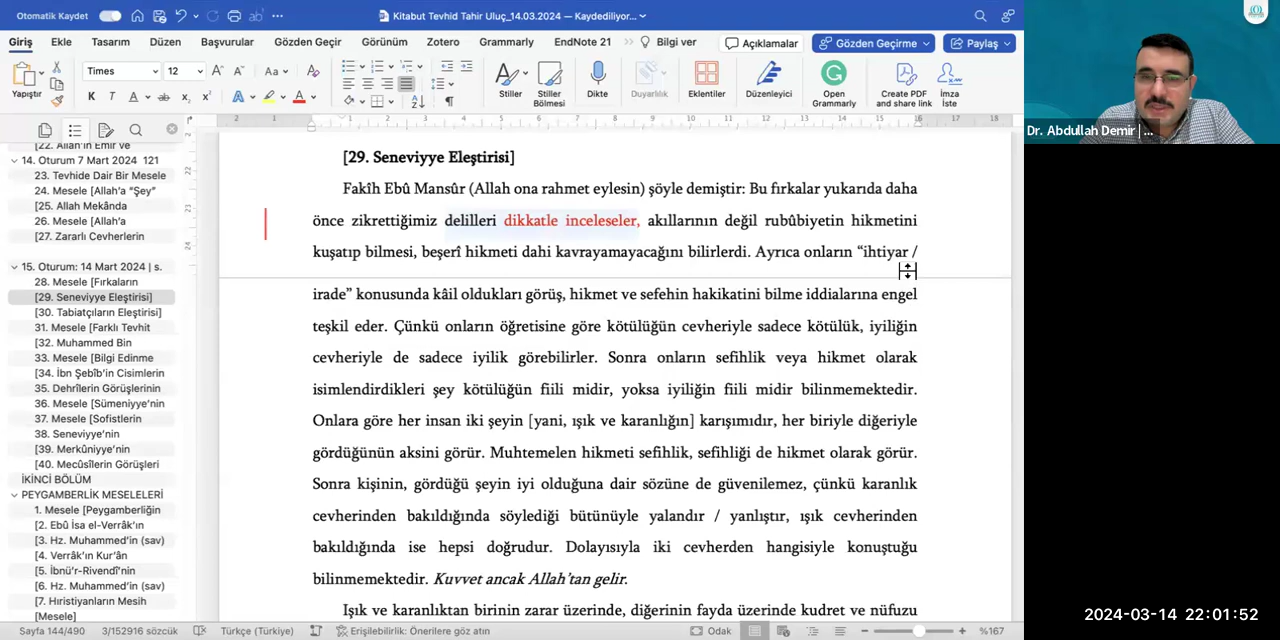 Otomatik Kaydet
Kitabut Tevhid Tahir Uluç_14.03.2024 — Kaydediliyor...
Giriş Ekle Tasarım Düzen Başvurular Gözden Geçir Görünüm Zotero Grammarly EndNote 21 Bilgi ver Açıklamalar Gözden Geçirme Paylaş
Yapıştır
Times 12
Stiller
Stiller Bölmesi
Dikte
Duyarlılık
Eklentiler
Düzenleyici
Open Grammarly
Create PDF and share link
İmza İste
[22. Allah'ın Emir ve
14. Oturum 7 Mart 2024 121
23. Tevhide Dair Bir Mesele
24. Mesele [Allah'a “Şey”
[25. Allah Mekânda
26. Mesele [Allah'a
[27. Zararlı Cevherlerin
15. Oturum: 14 Mart 2024 | s.
28. Mesele [Fırkaların
[29. Seneviyye Eleştirisi]
[30. Tabiatçıların Eleştirisi]
31. Mesele [Farklı Tevhit
[32. Muhammed Bin
33. Mesele [Bilgi Edinme
[34. İbn Şebîb'in Cisimlerin
35. Mesele [Dehrîlerin Görüşlerinin
36. Mesele [Sümeniyye'nin
37. Mesele [Sofistlerin
38. Seneviyye'nin
[39. Merkûniyye'nin
[40. Mecûsîlerin Görüşleri
İKİNCİ BÖLÜM
PEYGAMBERLİK MESELELERİ
1. Mesele [Peygamberliğin
[2. Ebû İsa el-Verrâk'ın
[3. Hz. Muhammed'in (sav)
[4. Verrâk'ın Kur'ân
[5. İbnü'r-Rivendî'nin
[6. Hz. Muhammed'in (sav)
[7. Hıristiyanların Mesih
[Mesele]
[29. Seneviyye Eleştirisi]
Fakîh Ebû Mansûr (Allah ona rahmet eylesin) şöyle demiştir: Bu fırkalar yukarıda daha
önce zikrettiğimiz delilleri dikkatle inceleseler, akıllarının değil rubûbiyetin hikmetini
kuşatıp bilmesi, beşerî hikmeti dahi kavrayamayacağını bilirlerdi. Ayrıca onların “ihtiyar /
irade” konusunda kâil oldukları görüş, hikmet ve sefehin hakikatini bilme iddialarına engel
teşkil eder. Çünkü onların öğretisine göre kötülüğün cevheriyle sadece kötülük, iyiliğin
cevheriyle de sadece iyilik görebilirler. Sonra onların sefihlik veya hikmet olarak
isimlendirdikleri şey kötülüğün fiili midir, yoksa iyiliğin fiili midir bilinmemektedir.
Onlara göre her insan iki şeyin [yani, ışık ve karanlığın] karışımıdır, her biriyle diğeriyle
gördüğünün aksini görür. Muhtemelen hikmeti sefihlik, sefihliği de hikmet olarak görür.
Sonra kişinin, gördüğü şeyin iyi olduğuna dair sözüne de güvenilemez, çünkü karanlık
cevherinden bakıldığında söylediği bütünüyle yalandır / yanlıştır, ışık cevherinden
bakıldığında ise hepsi doğrudur. Dolayısıyla iki cevherden hangisiyle konuştuğu
bilinmemektedir. Kuvvet ancak Allah'tan gelir.
Işık ve karanlıktan birinin zarar üzerinde, diğerinin fayda üzerinde kudret ve nüfuzu
Sayfa 144/490 3/152916 sözcük Türkçe (Türkiye) Erişilebilirlik: Önerilere göz atın Odak %167
Dr. Abdullah Demir | ...
2024-03-14 22:01:52